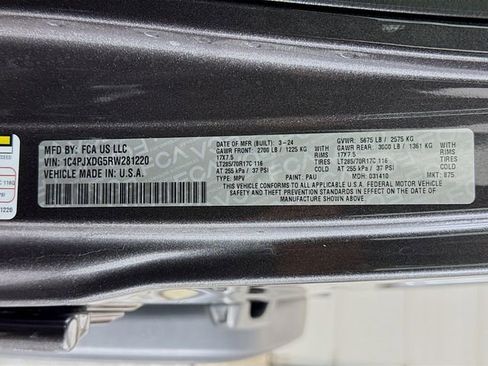 MFD BY: FCA US LLC
VIN: 1C4PJXDG5RW281220
VEHICLE MADE IN: U.S.A.
DATE OF MFR (BUILT): 3-24 GVWR: 5675 LB / 2575 KG
GAWR FRONT: 2700 LB / 1225 KG WITH GAWR REAR: 3000 LB / 1361 KG WITH
17X7.5 RIMS 17X7.5 RIMS
LT285/70R17C 116 TIRES LT285/70R17C 116 TIRES
AT 255 kPa / 37 PSI COLD AT 255 kPa / 37 PSI COLD
TYPE: MPV PAINT: PAU MDH: 031410 MKT: 875
THIS VEHICLE CONFORMS TO ALL APPLICABLE U.S.A. FEDERAL MOTOR VEHICLE
SAFETY AND THEFT PREVENTION STANDARDS IN EFFECT ON THE DATE OF
MANUFACTURE SHOWN ABOVE